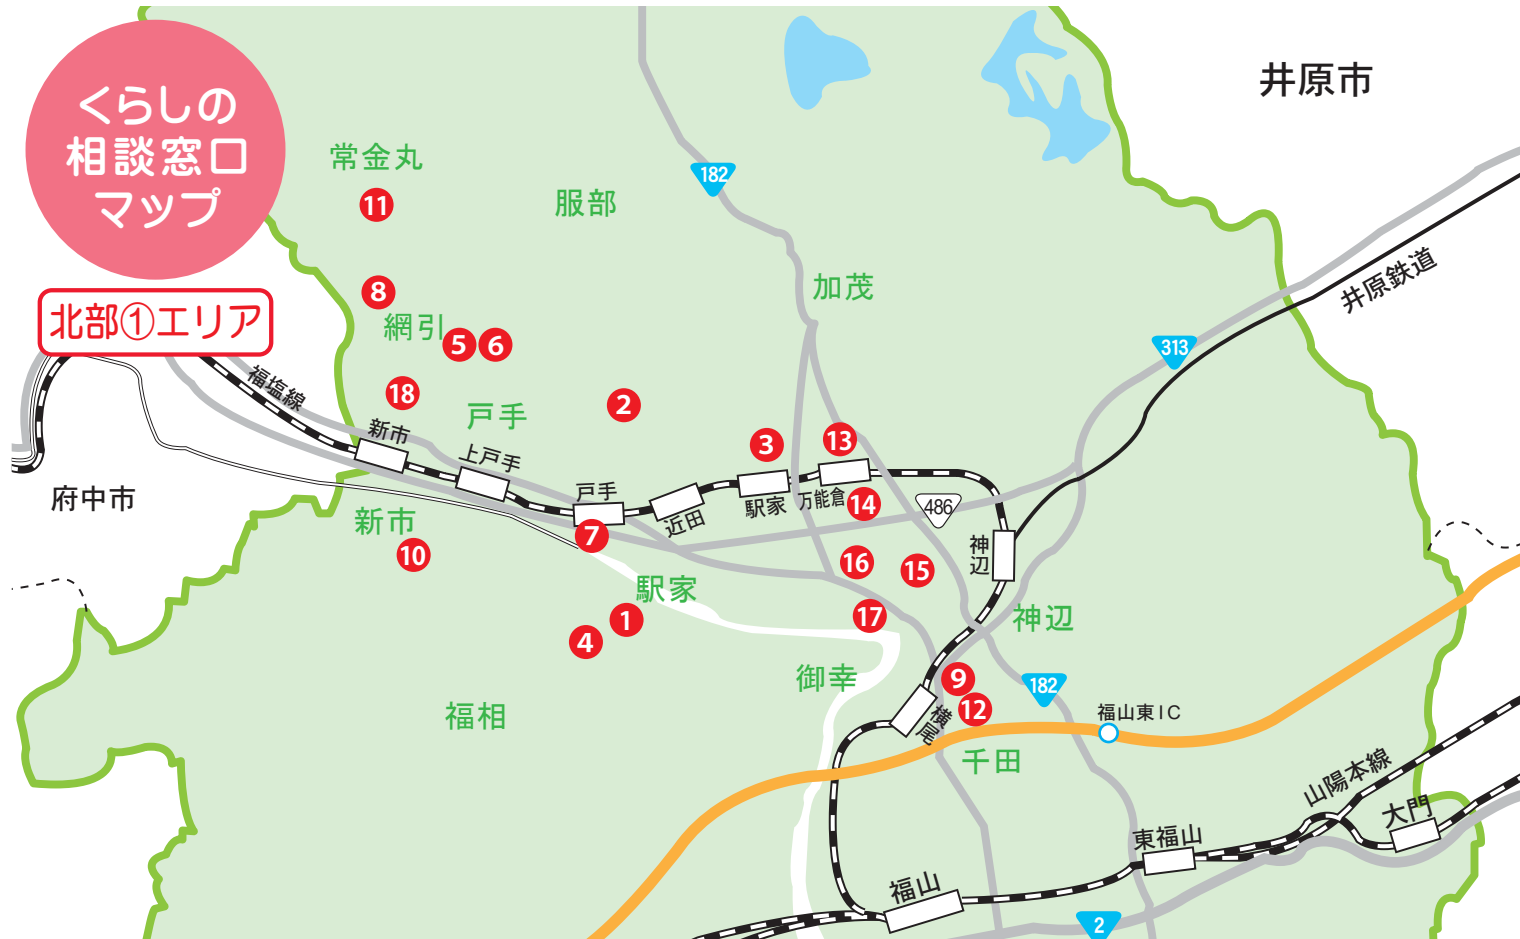 くらしの
相談窓口
マップ
北部①エリア
井原市
常金丸
11
服部
182
加茂
8
網引
5
6
井原鉄道
313
福塩線
18
戸手
2
新市
上戸手
3
13
府中市
戸手
近田
駅家
万能倉
14
486
新市
10
7
神辺
16
15
駅家
1
4
17
神辺
御幸
9
182
福相
12
横尾
福山東IC
千田
山陽本線
大門
東福山
福山
2